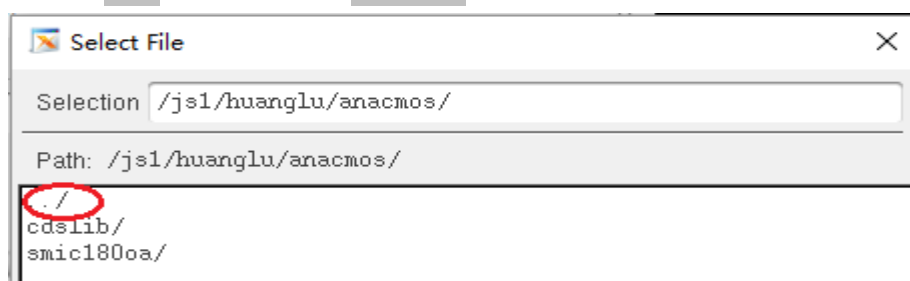 Select File
Selection /js1/huanglu/anacmos/
Path: /js1/huanglu/anacmos/
../
cdslib/
smic180oa/